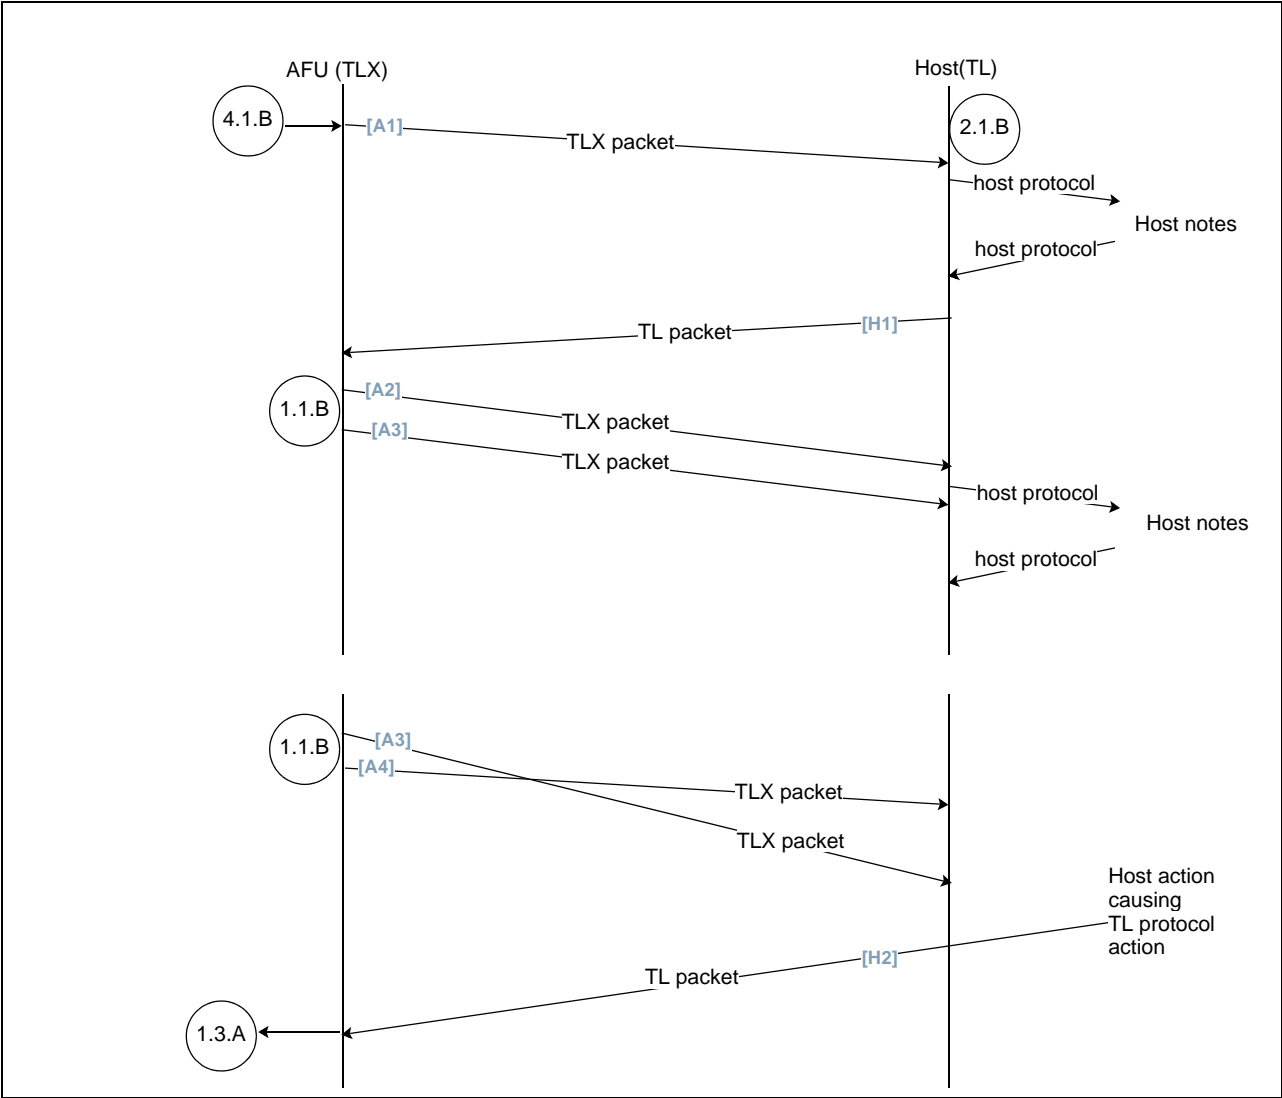 AFU (TLX)
Host(TL)
4.1.B
[A1]
TLX packet
2.1.B
host protocol
Host notes
host protocol
[H1]
TL packet
1.1.B
[A2]
TLX packet
[A3]
TLX packet
host protocol
Host notes
host protocol
1.1.B
[A3]
[A4]
TLX packet
TLX packet
Host action
causing
TL protocol
action
[H2]
TL packet
1.3.A